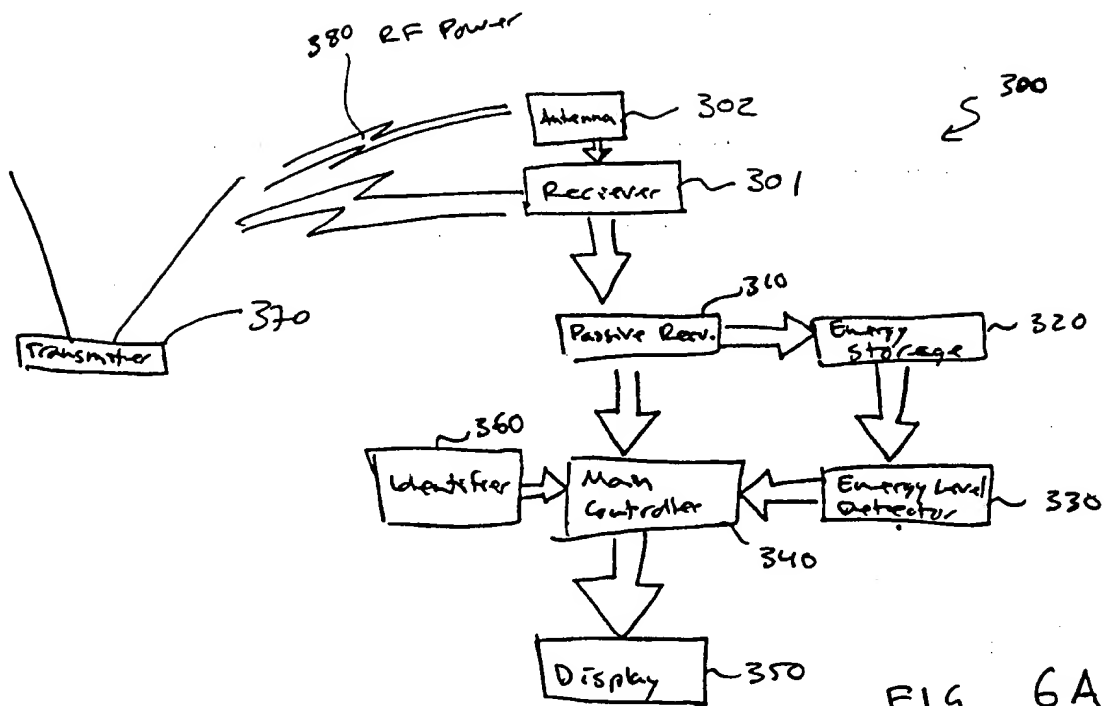 380 RF Power
300
Antenna
302
Reciever
301
310
370
Passive Recv.
Energy
Storage
320
Transmitter
360
Identifier
Main
Controller
Energy Level
Detector
330
340
Display
350
FIG 6A